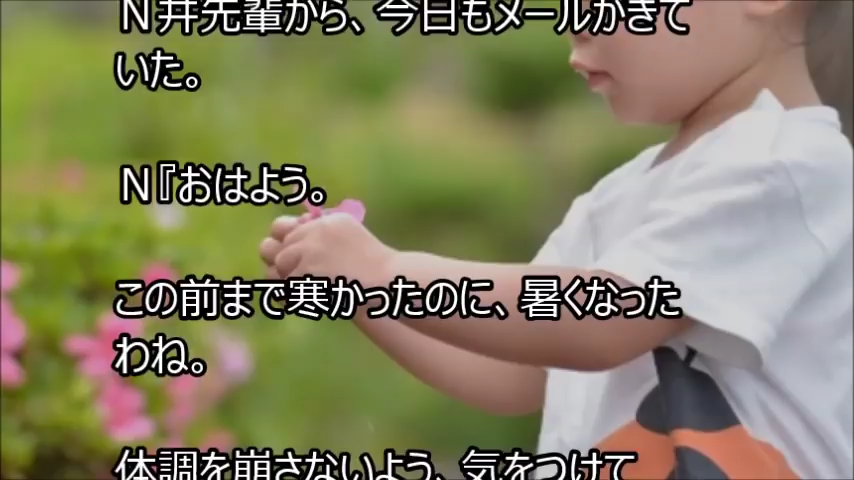 N井先輩から、今日もメールがきて
いた。
N『おはよう。
この前まで寒かったのに、暑くなった
わね。
体調を崩さないよう、気をつけて